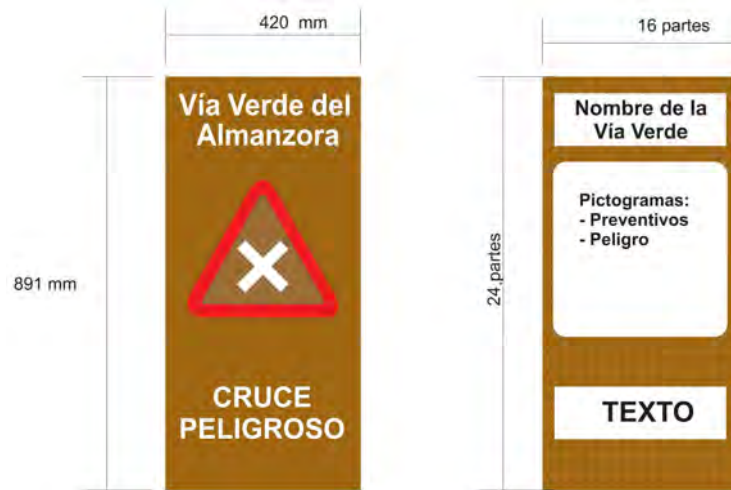 420 mm
Vía Verde del
Almanzora
891 mm
CRUCE
PELIGROSO
16 partes
Nombre de la
Vía Verde
Pictogramas:
- Preventivos
- Peligro
24 partes
TEXTO